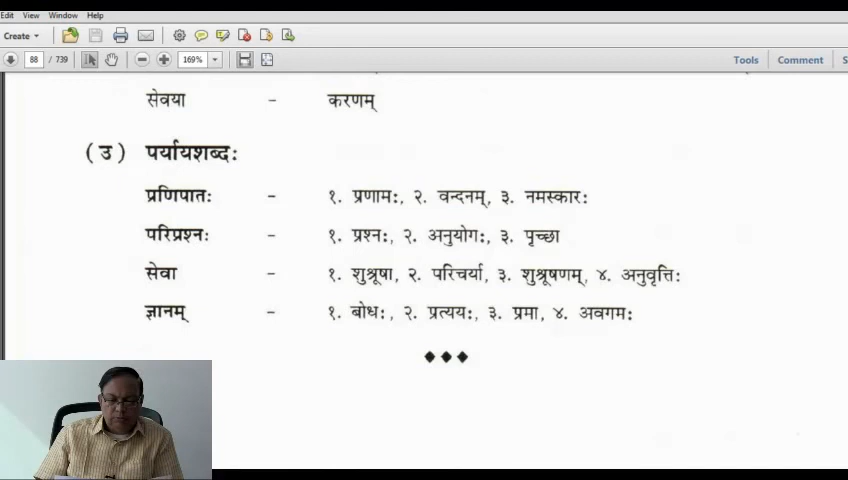 Edit View Window Help
Create
88 / 739 169% Tools Comment S
सेवया - करणम्
(उ) पर्यायशब्दः
प्रणिपातः - १. प्रणामः, २. वन्दनम्, ३. नमस्कारः
परिप्रश्नः - १. प्रश्नः, २. अनुयोगः, ३. पृच्छा
सेवा - १. शुश्रूषा, २. परिचर्या, ३. शुश्रूषणम्, ४. अनुवृत्तिः
ज्ञानम् - १. बोधः, २. प्रत्ययः, ३. प्रमा, ४. अवगमः